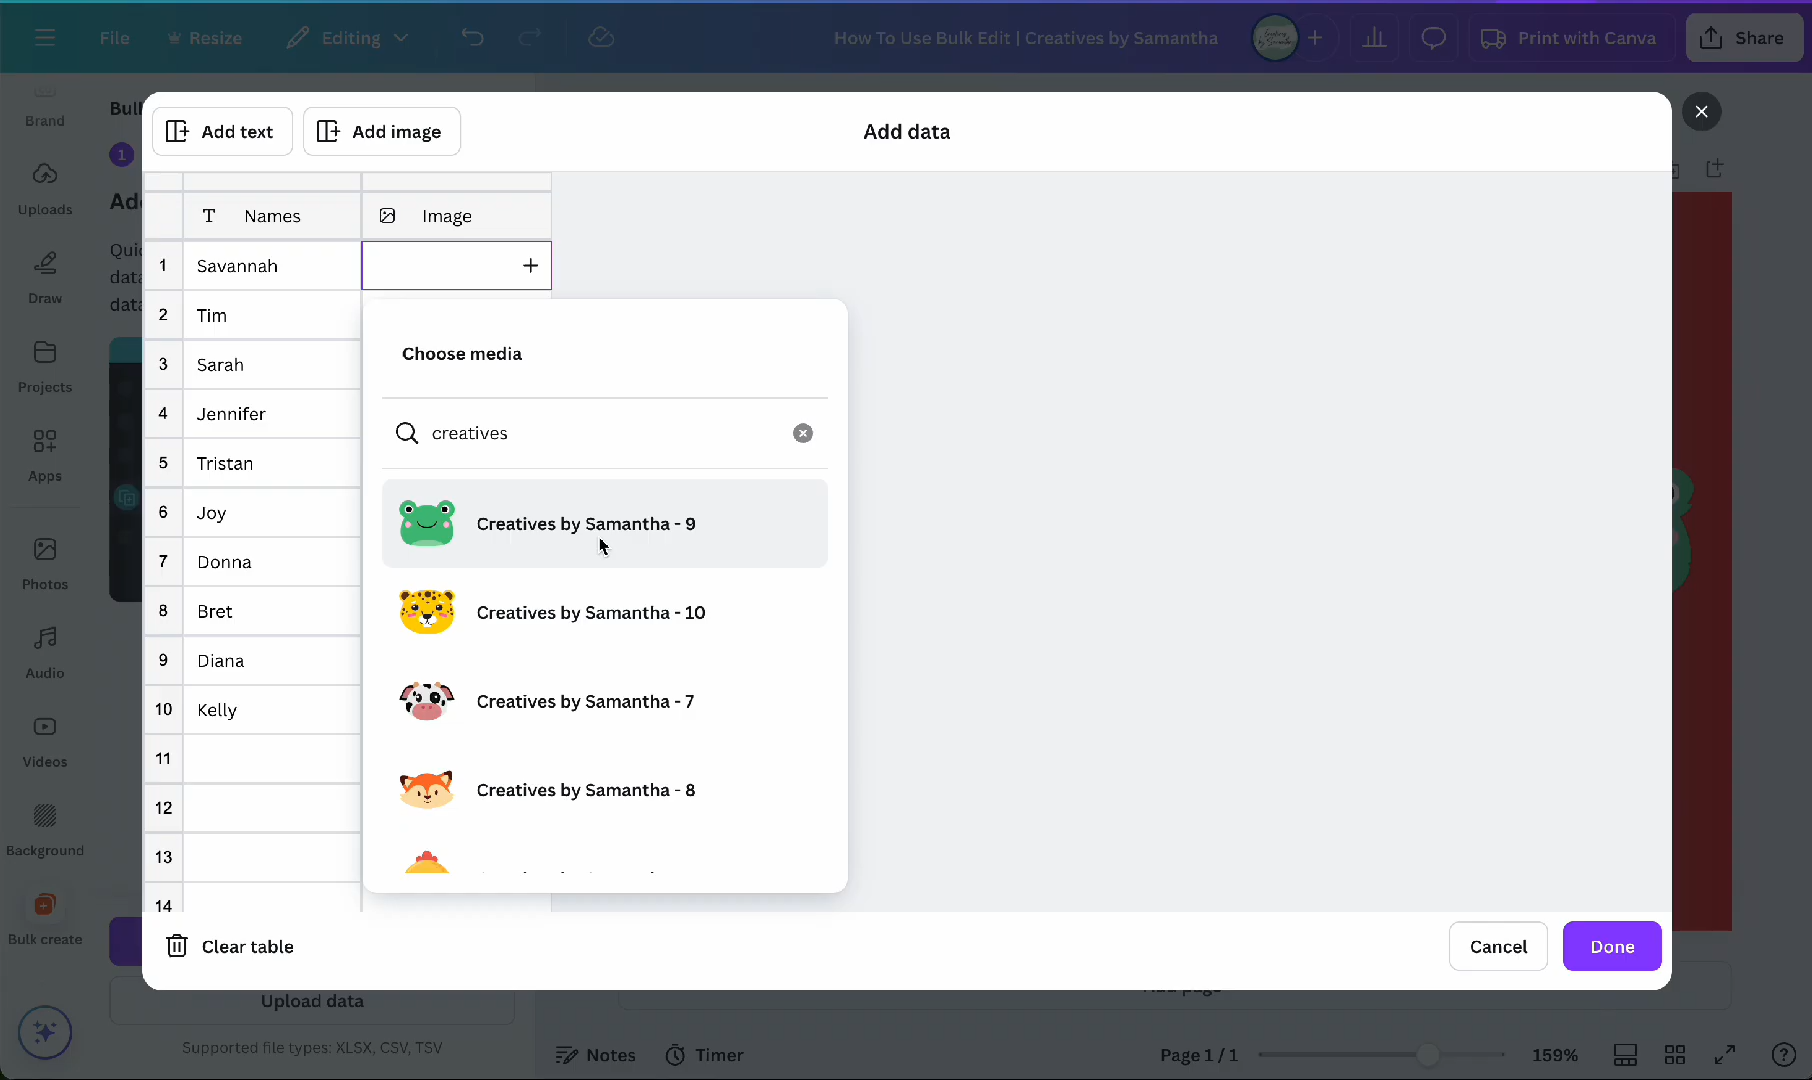 File
Resize
Editing
How To Use Bulk Edit | Creatives by Samantha
Print with Canva
Share
Brand
Uploads
Draw
Projects
Apps
Photos
Audio
Videos
Background
Bulk create
1
Add text
Add image
Add data
Names
Image
1 Savannah
2 Tim
3 Sarah
4 Jennifer
5 Tristan
6 Joy
7 Donna
8 Bret
9 Diana
10 Kelly
11
12
13
14
Choose media
creatives
Creatives by Samantha - 9
Creatives by Samantha - 10
Creatives by Samantha - 7
Creatives by Samantha - 8
Clear table
Cancel
Done
Upload data
Supported file types: XLSX, CSV, TSV
Notes
Timer
Page 1 / 1
159%